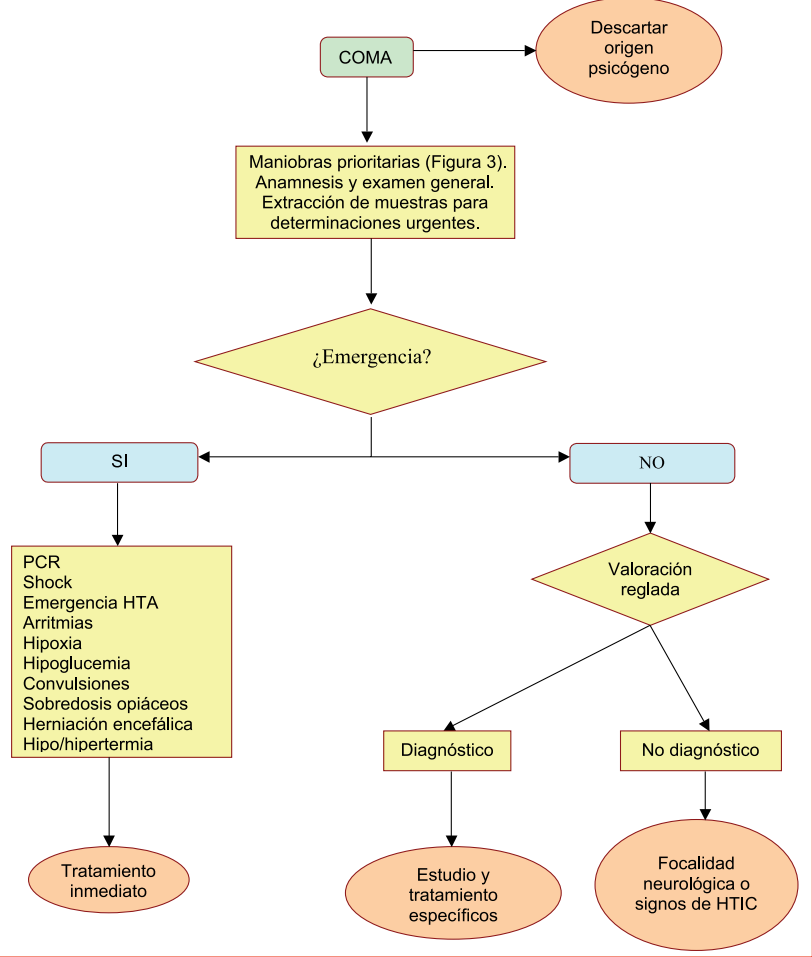 COMA
Descartar
origen
psicógeno
Maniobras prioritarias (Figura 3).
Anamnesis y examen general.
Extracción de muestras para
determinaciones urgentes.
¿Emergencia?
SI
NO
PCR
Shock
Emergencia HTA
Arritmias
Hipoxia
Hipoglucemia
Convulsiones
Sobredosis opiáceos
Herniación encefálica
Hipo/hipertermia
Valoración
reglada
Diagnóstico
No diagnóstico
Tratamiento
inmediato
Estudio y
tratamiento
específicos
Focalidad
neurológica o
signos de HTIC